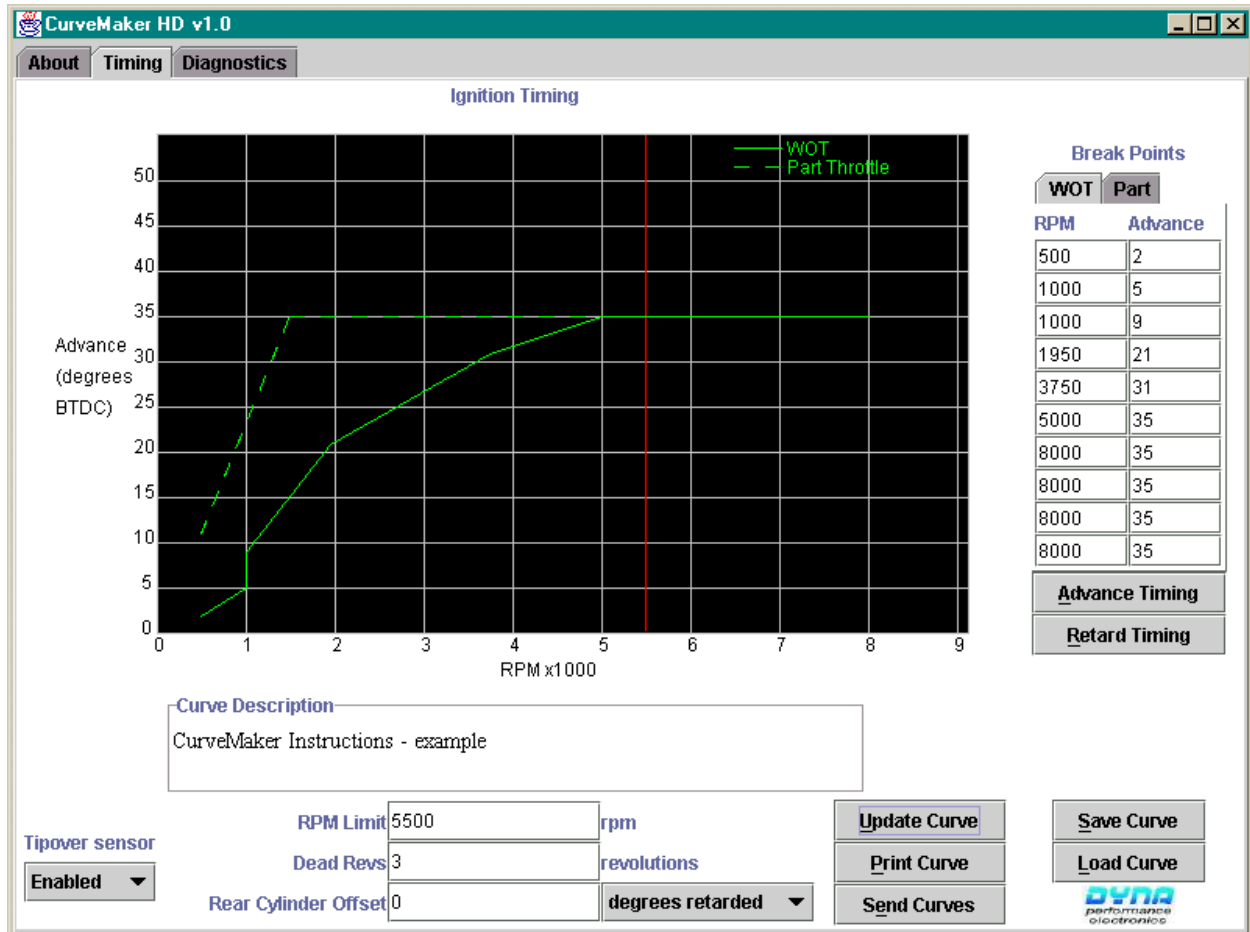 CurveMaker HD v1.0
About Timing Diagnostics
Ignition Timing
WOT
Part Throttle
50
45
40
35
30
25
20
15
10
5
0
Advance
(degrees
BTDC)
0 1 2 3 4 5 6 7 8 9
RPM x1000
Break Points
WOT Part
RPM Advance
500 2
1000 5
1000 9
1950 21
3750 31
5000 35
8000 35
8000 35
8000 35
8000 35
Advance Timing
Retard Timing
Curve Description
CurveMaker Instructions - example
Tipover sensor
Enabled
RPM Limit 5500 rpm
Dead Revs 3 revolutions
Rear Cylinder Offset 0 degrees retarded
Update Curve
Print Curve
Send Curves
Save Curve
Load Curve
DYNA
performance
electronics